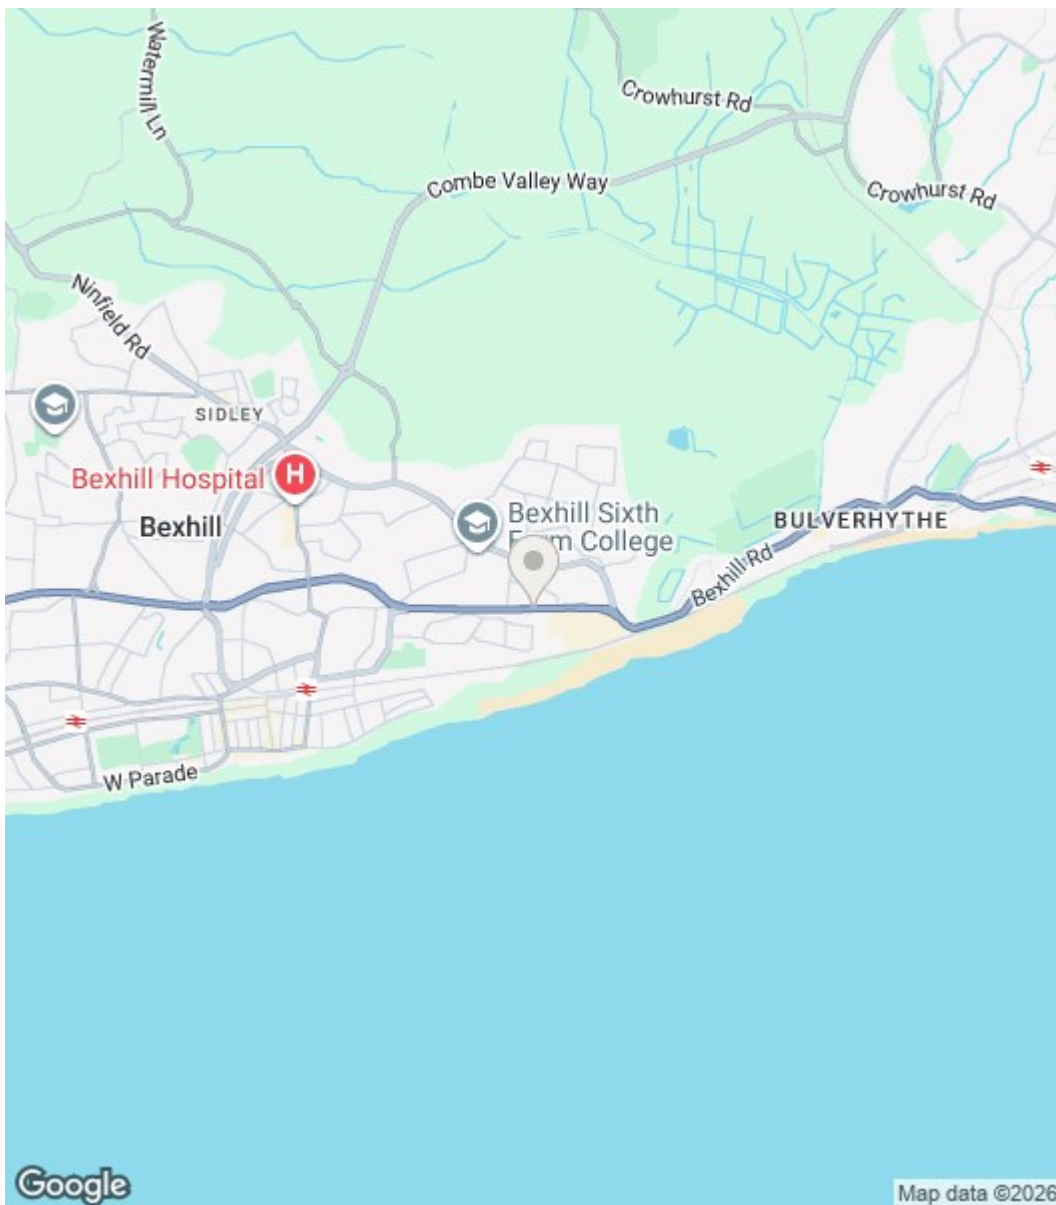 Watermill Ln
Crowhurst Rd
Combe Valley Way
Crowhurst Rd
Ninfield Rd
SIDLEY
Bexhill Hospital
H
Bexhill
Bexhill Sixth
Form College
BULVERHYTHE
Bexhill Rd
W Parade
Google
Map data ©2026